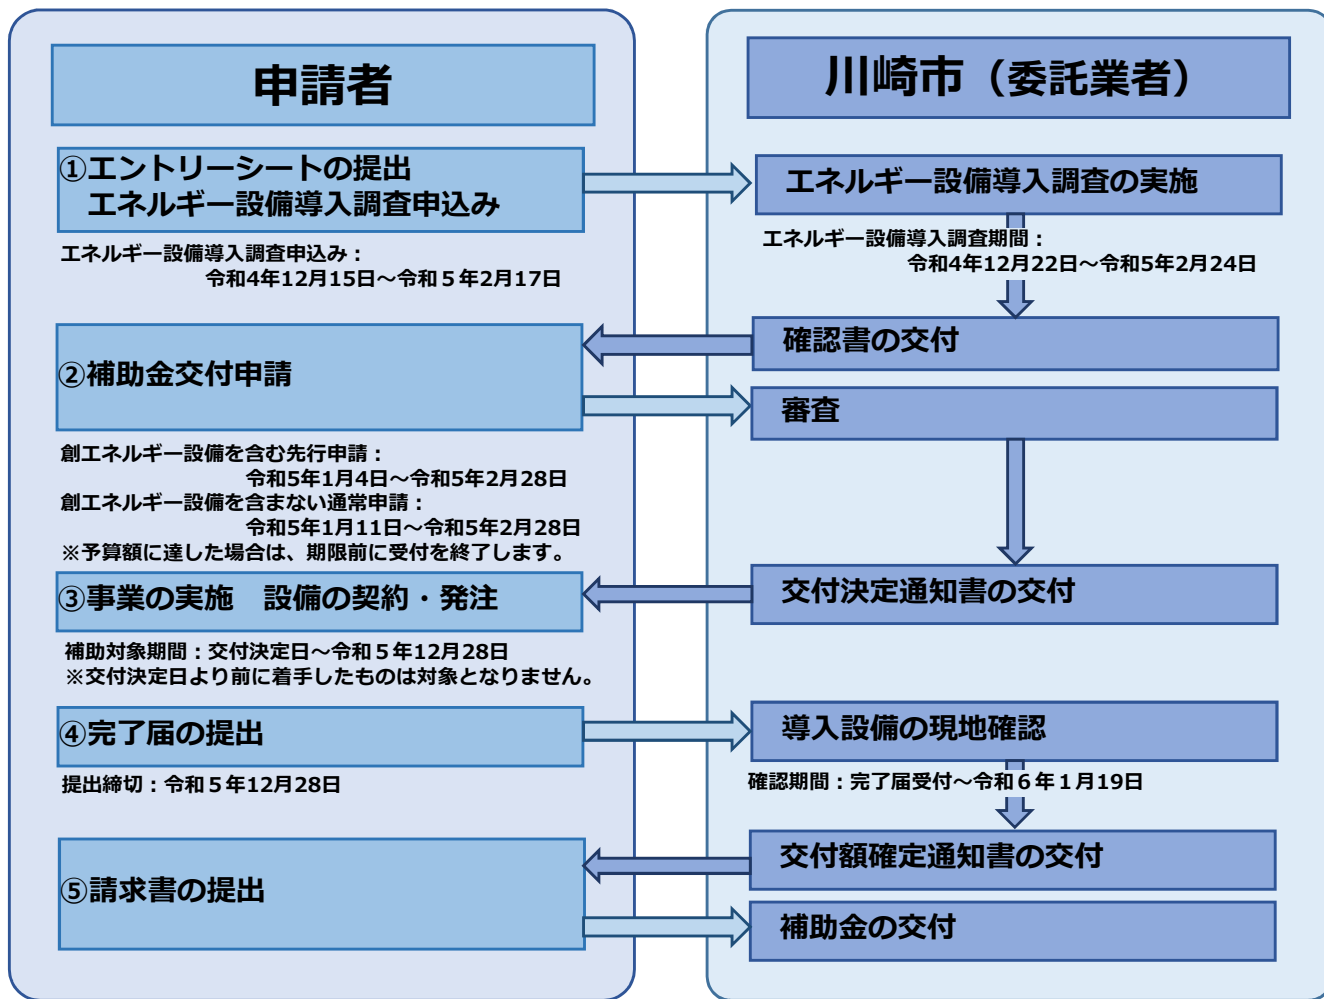 申請者
①エントリーシートの提出
エネルギー設備導入調査申込み
エネルギー設備導入調査申込み：
令和4年12月15日～令和５年2月17日
②補助金交付申請
創エネルギー設備を含む先行申請：
令和5年1月4日～令和5年2月28日
創エネルギー設備を含まない通常申請：
令和5年1月11日～令和5年2月28日
※予算額に達した場合は、期限前に受付を終了します。
③事業の実施　設備の契約・発注
補助対象期間：交付決定日～令和５年12月28日
※交付決定日より前に着手したものは対象となりません。
④完了届の提出
提出締切：令和５年12月28日
⑤請求書の提出
川崎市（委託業者）
エネルギー設備導入調査の実施
エネルギー設備導入調査期間：
令和4年12月22日～令和5年2月24日
確認書の交付
審査
交付決定通知書の交付
導入設備の現地確認
確認期間：完了届受付～令和６年１月19日
交付額確定通知書の交付
補助金の交付